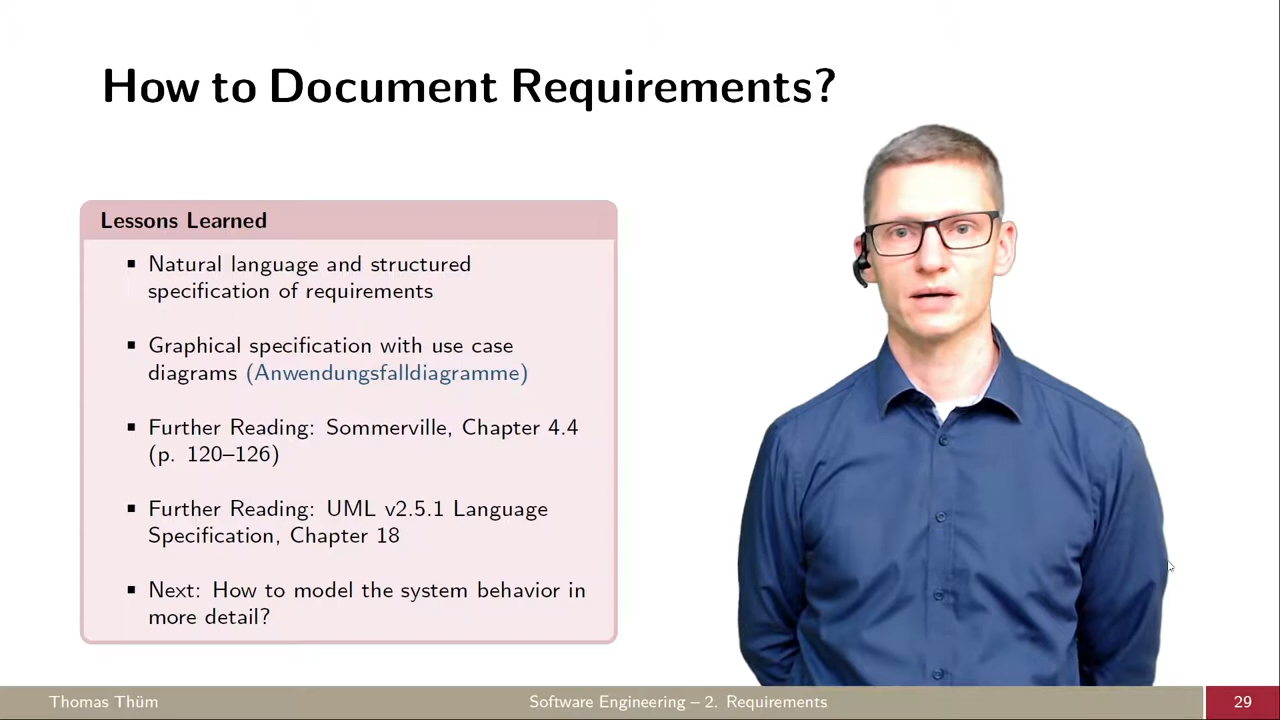 How to Document Requirements?
Lessons Learned
▪ Natural language and structured
specification of requirements
▪ Graphical specification with use case
diagrams (Anwendungsfalldiagramme)
▪ Further Reading: Sommerville, Chapter 4.4
(p. 120–126)
▪ Further Reading: UML v2.5.1 Language
Specification, Chapter 18
▪ Next: How to model the system behavior in
more detail?
Thomas Thüm
Software Engineering – 2. Requirements
29